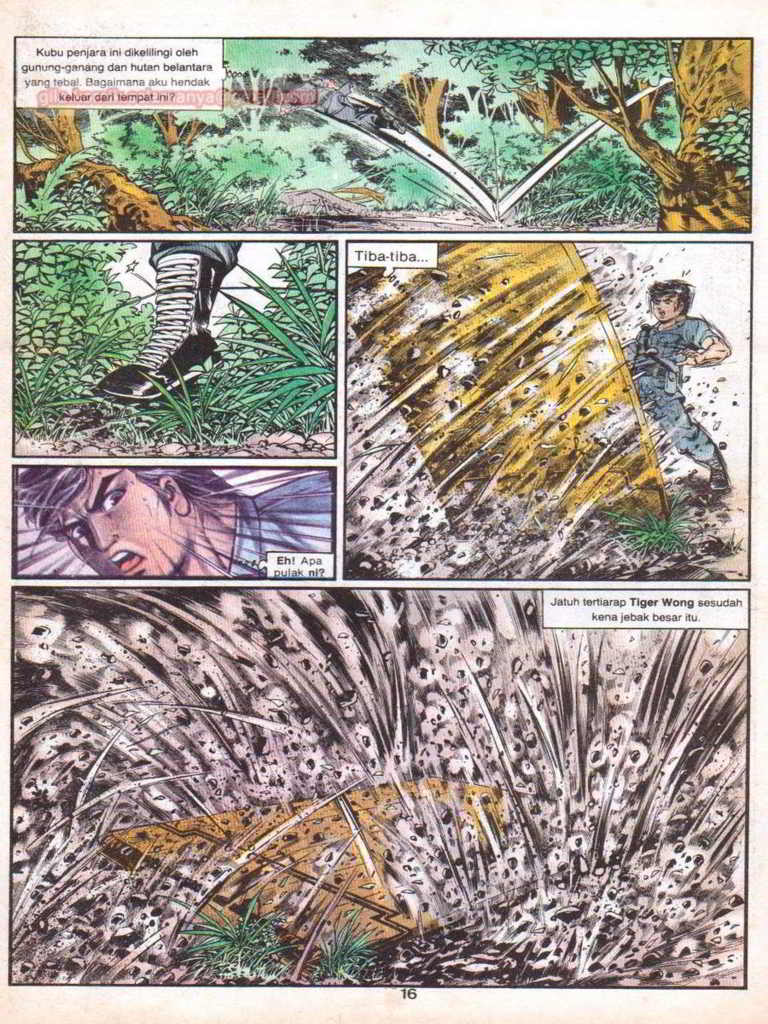 Kubu penjara ini dikelilingi oleh
gunung-ganang dan hutan belantara
yang tebal. Bagaimana aku hendak
keluar dari tempat ini?
Tiba-tiba...
Eh! Apa
pulak ni?
Jatuh tertiarap Tiger Wong sesudah
kena jebak besar itu.
16